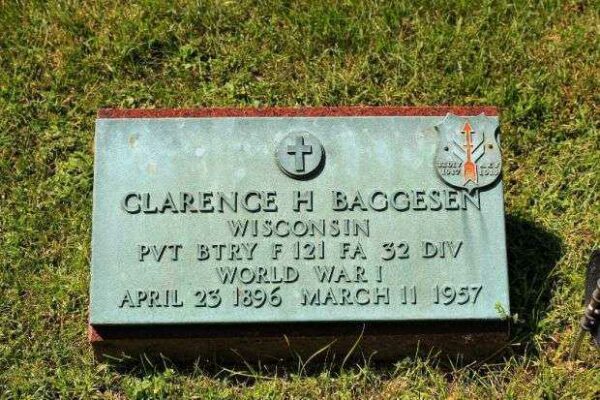 CLARENCE H BAGGESEN
WISCONSIN
PVT BTRY F 121 FA 32 DIV
WORLD WAR I
APRIL 23 1896 MARCH 11 1957